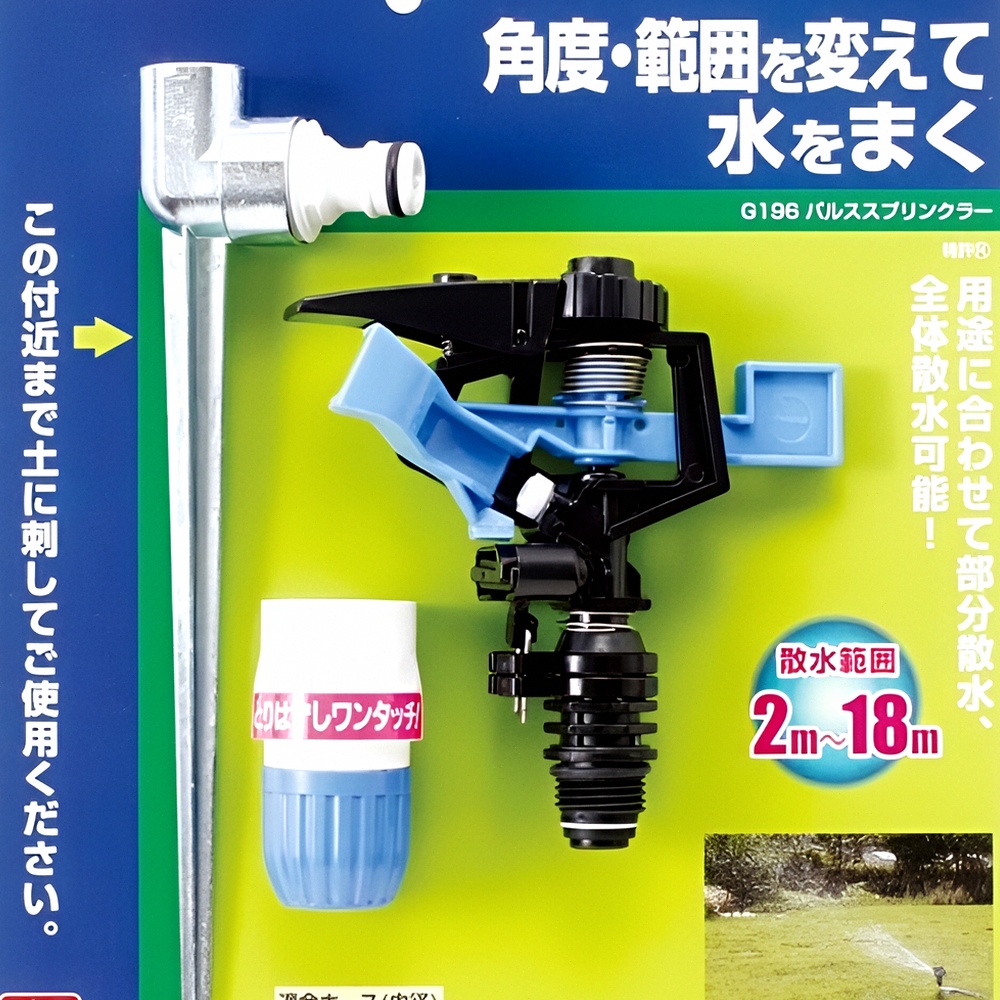 角度・範囲を変えて
水をまく
G196 パルススプリンクラー
用途に合わせて部分散水、
全体散水可能！
この付近まで土に刺してご使用ください。
とりはずしワンタッチ!
散水範囲
2m～18m